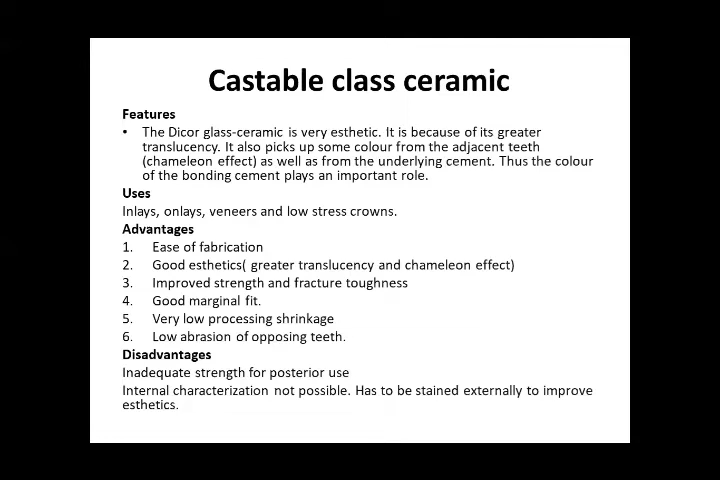 Castable class ceramic
Features
• The Dicor glass-ceramic is very esthetic. It is because of its greater
translucency. It also picks up some colour from the adjacent teeth
(chameleon effect) as well as from the underlying cement. Thus the colour
of the bonding cement plays an important role.
Uses
Inlays, onlays, veneers and low stress crowns.
Advantages
1. Ease of fabrication
2. Good esthetics( greater translucency and chameleon effect)
3. Improved strength and fracture toughness
4. Good marginal fit.
5. Very low processing shrinkage
6. Low abrasion of opposing teeth.
Disadvantages
Inadequate strength for posterior use
Internal characterization not possible. Has to be stained externally to improve
esthetics.